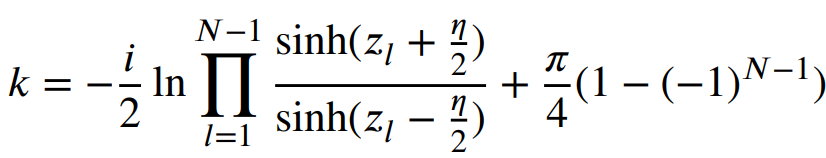 k = -\frac{i}{2} \ln \prod_{l=1}^{N-1} \frac{\sinh(z_l + \frac{\eta}{2})}{\sinh(z_l - \frac{\eta}{2})} + \frac{\pi}{4}(1 - (-1)^{N-1})